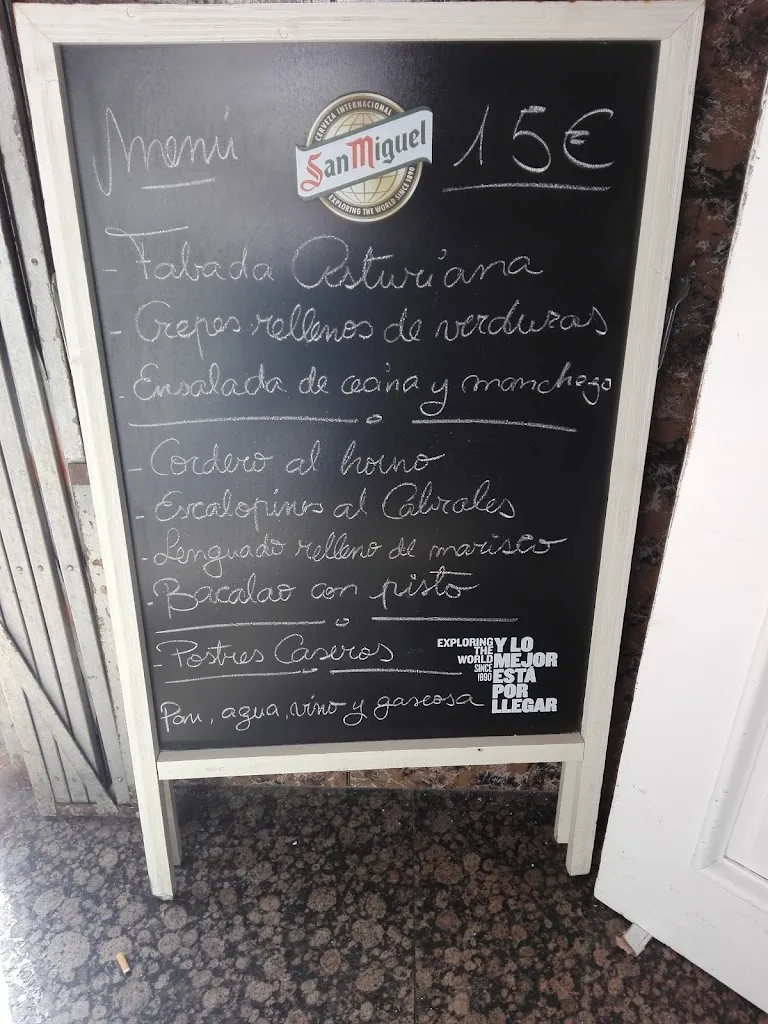 Menú
CERVEZA INTERNACIONAL
San Miguel
EXPLORING THE WORLD SINCE 1890
15€
- Fabada Asturiana
- Crepes rellenos de verduras
- Ensalada de cecina y manchego
- Cordero al horno
- Escalopines al Cabrales
- Lenguado relleno de marisco
- Bacalao con pisto
- Postres Caseros
EXPLORING
THE
WORLD
SINCE
1890
Y LO
MEJOR
ESTÁ
POR
LLEGAR
Pan, agua, vino y gaseosa